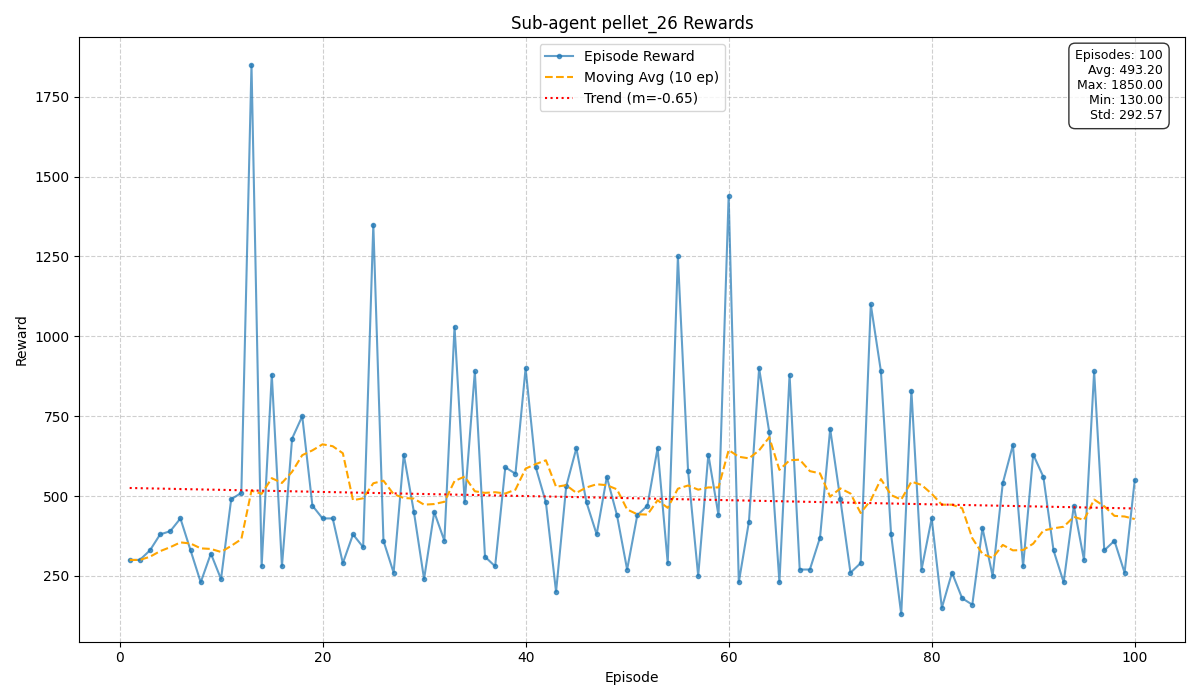 Sub-agent pellet_26 Rewards
Episode Reward
Moving Avg (10 ep)
Trend (m=-0.65)
Episodes: 100
Avg: 493.20
Max: 1850.00
Min: 130.00
Std: 292.57
Reward
1750
1500
1250
1000
750
500
250
0
20
40
60
80
100
Episode